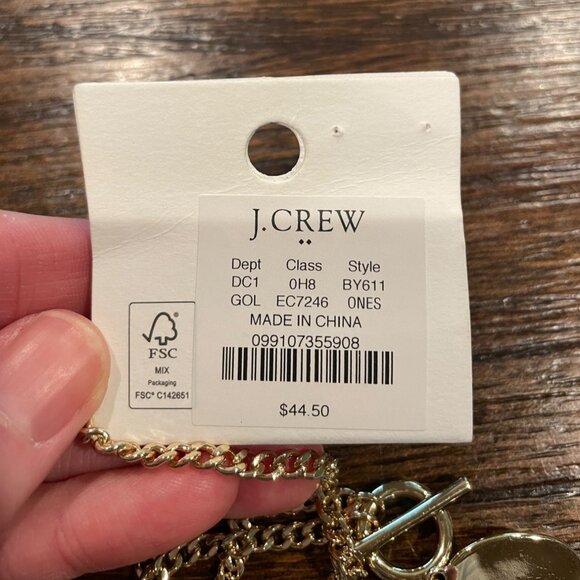 J.CREW
Dept Class Style
DC1 0H8 BY611
GOL EC7246 0NES
MADE IN CHINA
099107355908
$44.50
FSC
MIX
Packaging
FSC® C142651